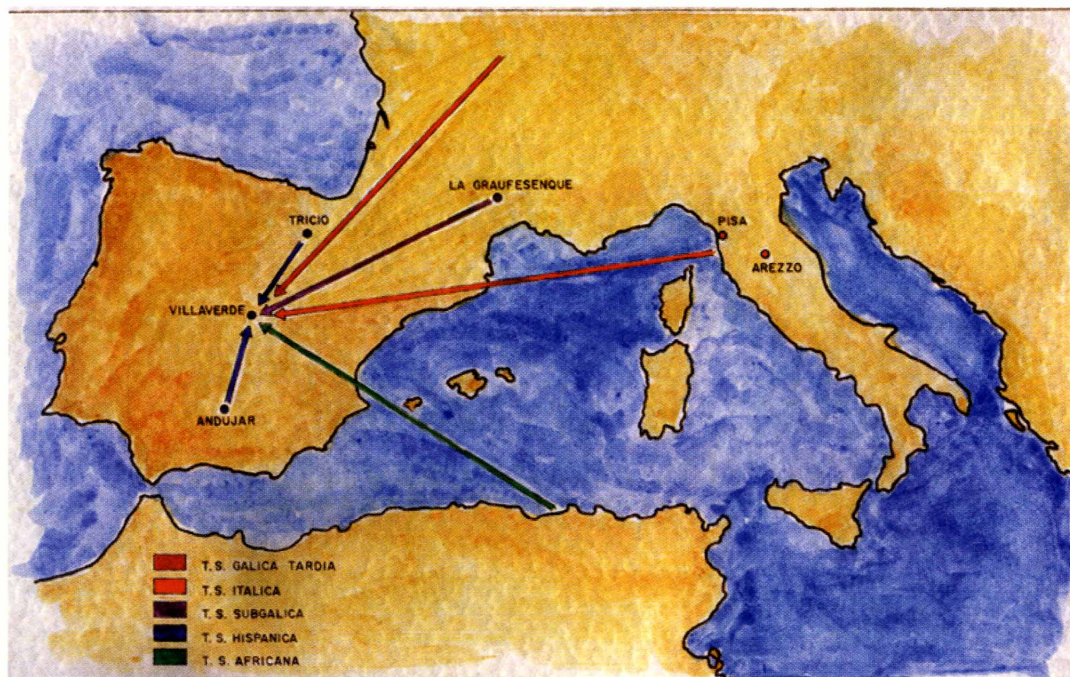 LA GRAUFESENQUE
TRICIO
PISA
AREZZO
VILLAVERDE
ANDUJAR
T.S. GALICA TARDIA
T.S. ITALICA
T. S. SUBGALICA
T. S. HISPANICA
T. S. AFRICANA